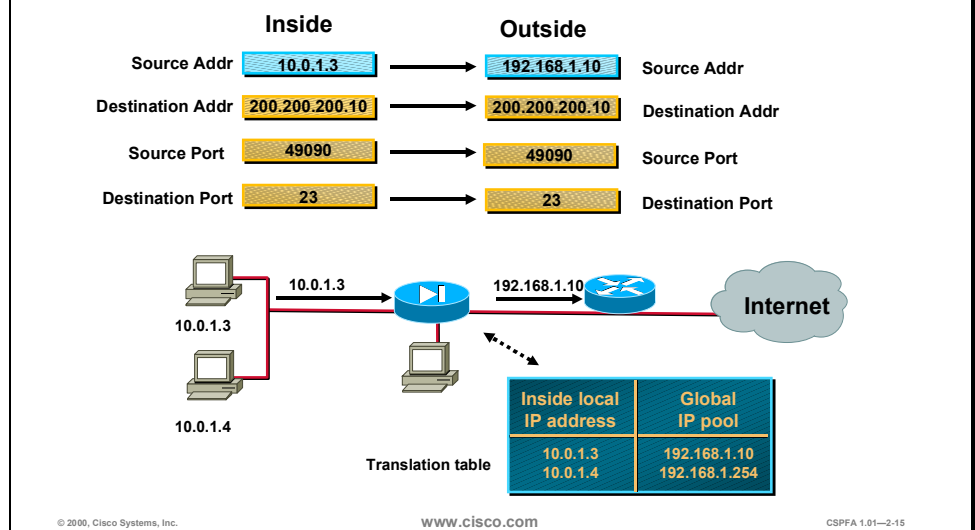 Inside
Outside
Source Addr 10.0.1.3 192.168.1.10 Source Addr
Destination Addr 200.200.200.10 200.200.200.10 Destination Addr
Source Port 49090 49090 Source Port
Destination Port 23 23 Destination Port
10.0.1.3
192.168.1.10
Internet
10.0.1.3
10.0.1.4
Translation table
Inside local
IP address
Global
IP pool
10.0.1.3 192.168.1.10
10.0.1.4 192.168.1.254
© 2000, Cisco Systems, Inc. www.cisco.com CSPFA 1.01—2-15